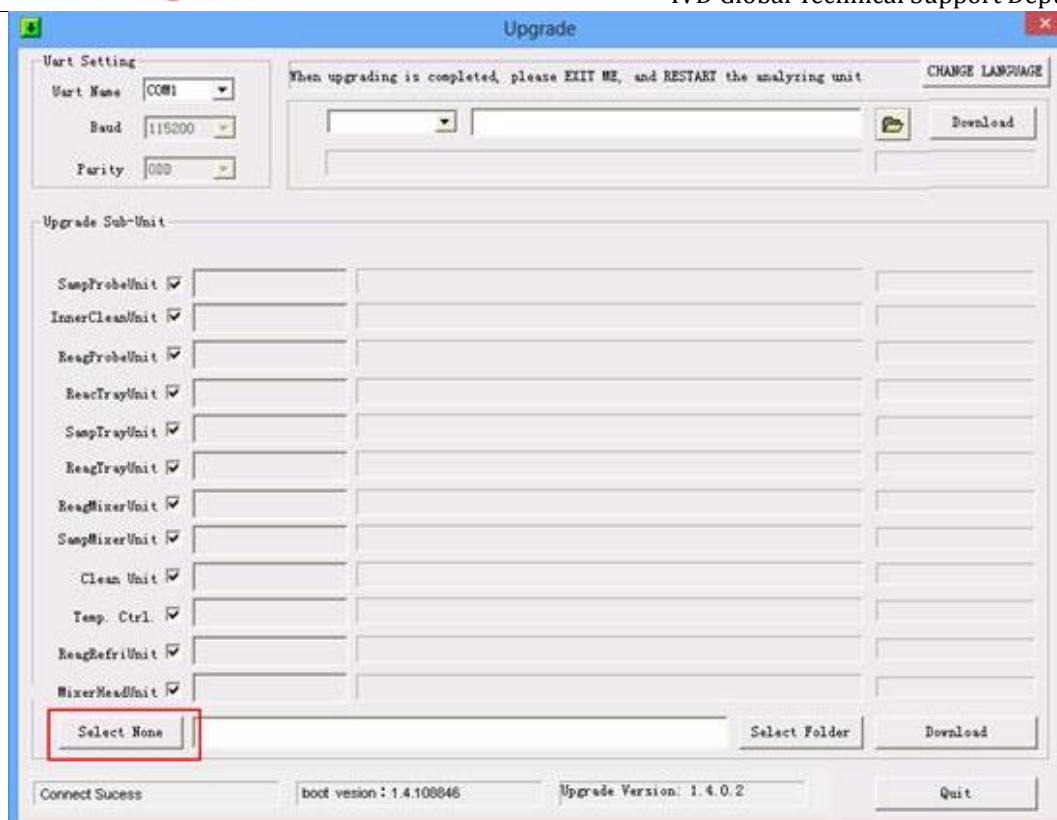 IVD Global Technical Support Dep
Upgrade
Uart Setting
Uart Name COM1
Baud 115200
Parity ODD
When upgrading is completed, please EXIT ME, and RESTART the analyzing unit
CHANGE LANGUAGE
Download
Upgrade Sub-Unit
SampProbeUnit
InnerCleanUnit
ReagProbeUnit
ReacTrayUnit
SampTrayUnit
ReagTrayUnit
ReagMixerUnit
SampMixerUnit
Clean Unit
Temp. Ctrl.
ReagRefriUnit
MixerHeadUnit
Select None
Select Folder
Download
Connect Sucess
boot vesion : 1.4.108846
Upgrade Version: 1.4.0.2
Quit